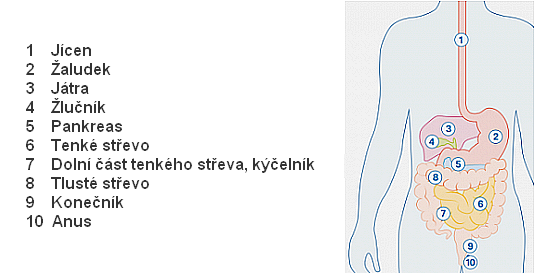 1 Jícen
2 Žaludek
3 Játra
4 Žlučník
5 Pankreas
6 Tenké střevo
7 Dolní část tenkého střeva, kýčelník
8 Tlusté střevo
9 Konečník
10 Anus
1
2
3
4
5
8
6
7
9
10